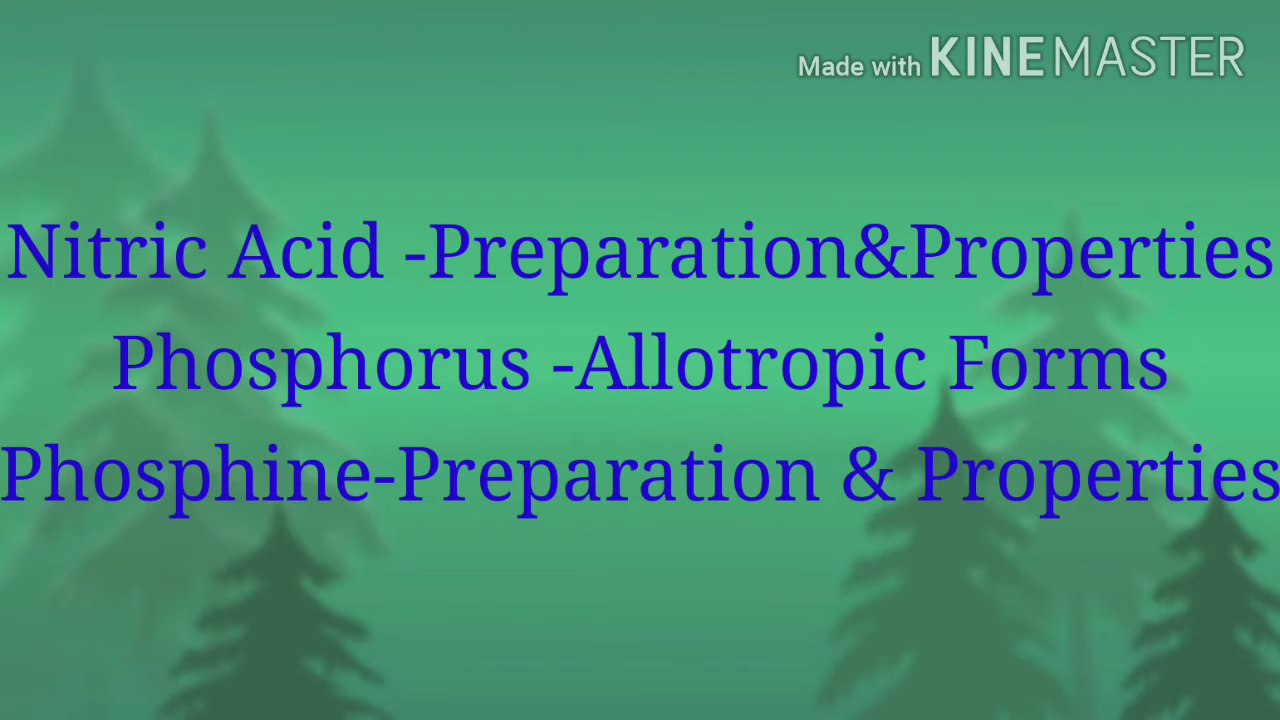 Made with KINEMASTER
Nitric Acid -Preparation&Properties
Phosphorus -Allotropic Forms
Phosphine-Preparation & Properties